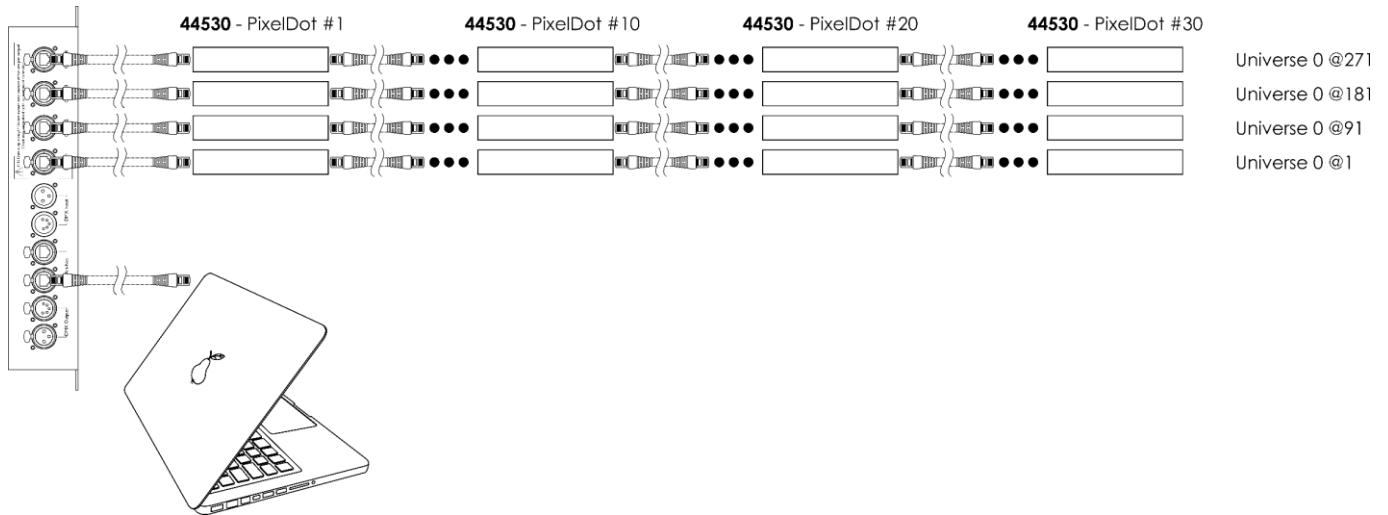 44530 - PixelDot #1
44530 - PixelDot #10
44530 - PixelDot #20
44530 - PixelDot #30
Universe 0 @271
Universe 0 @181
Universe 0 @91
Universe 0 @1